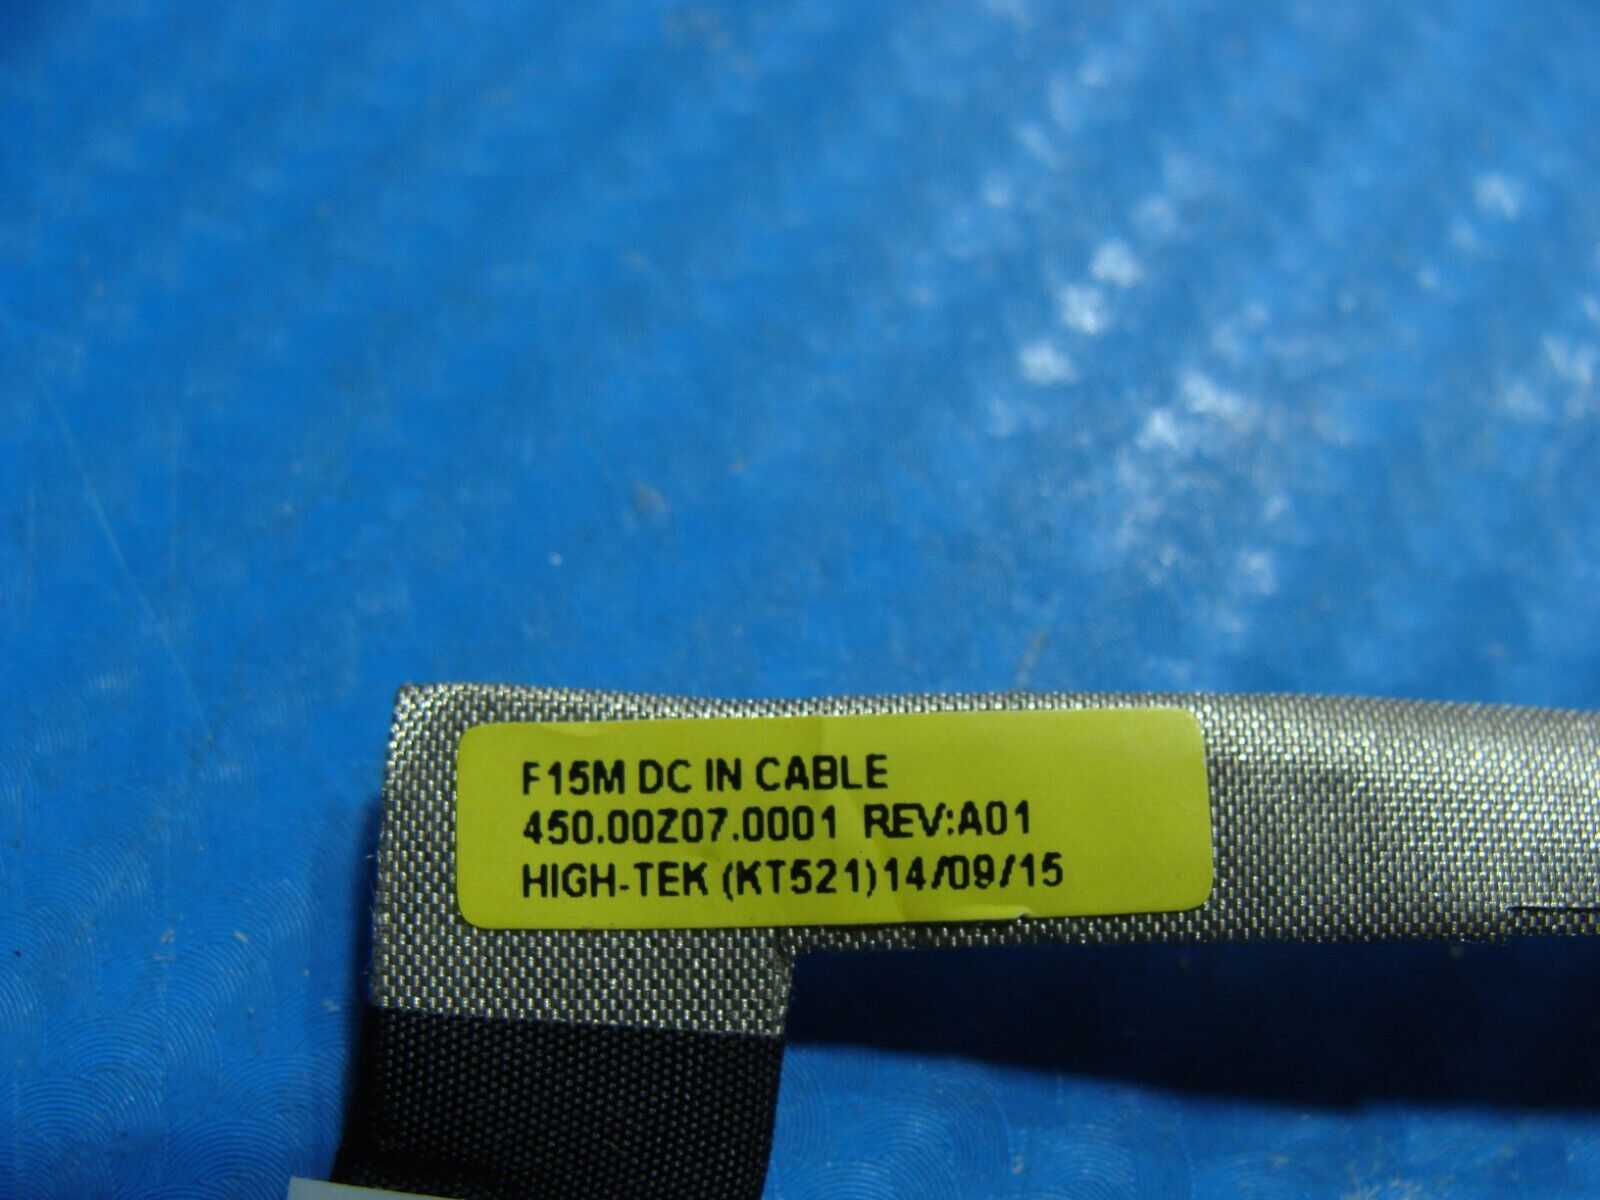 F15M DC IN CABLE
450.00Z07.0001 REV:A01
HIGH-TEK (KT521)14/09/15